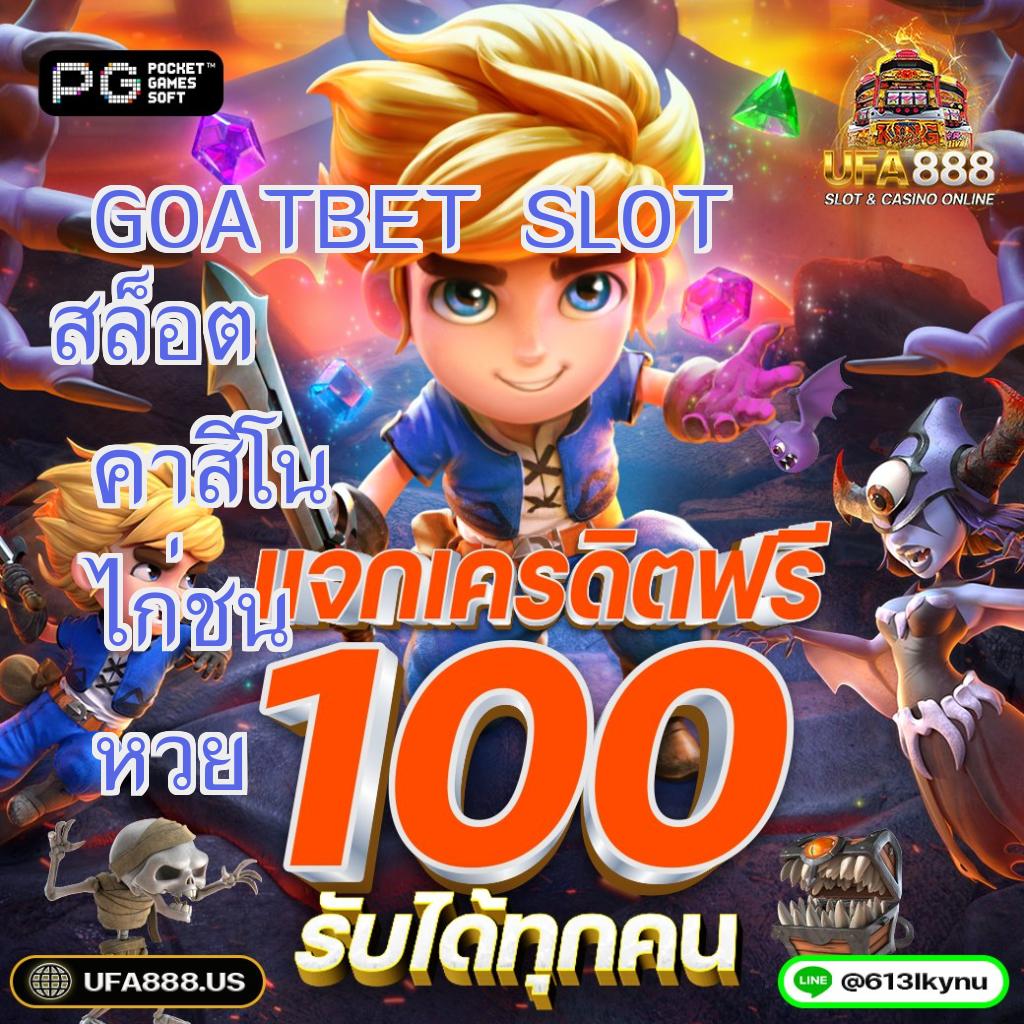 PG POCKET GAMES SOFT™
UFA888
SLOT & CASINO ONLINE
GOATBET SLOT
สล็อต
คาสิโน
ไก่ชน
แจกเครดิตฟรี
100
หวย
รับได้ทุกคน
UFA888.US
LINE @613lkynu